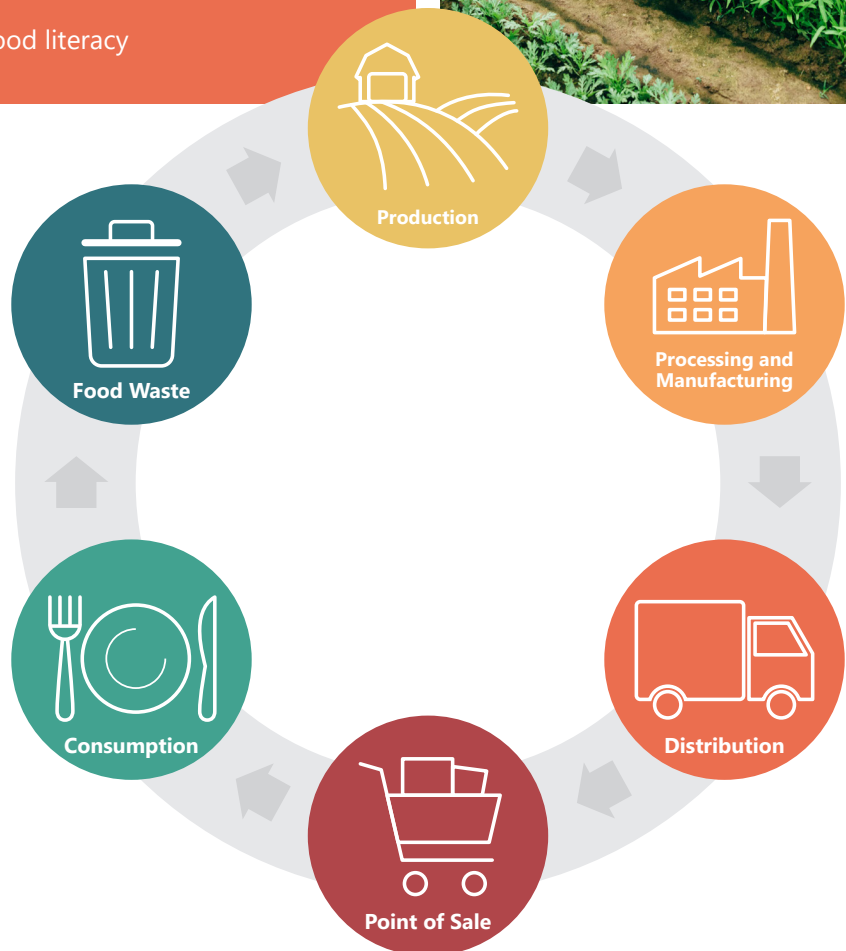 ood literacy
Production
Processing and
Manufacturing
Distribution
Point of Sale
Consumption
Food Waste